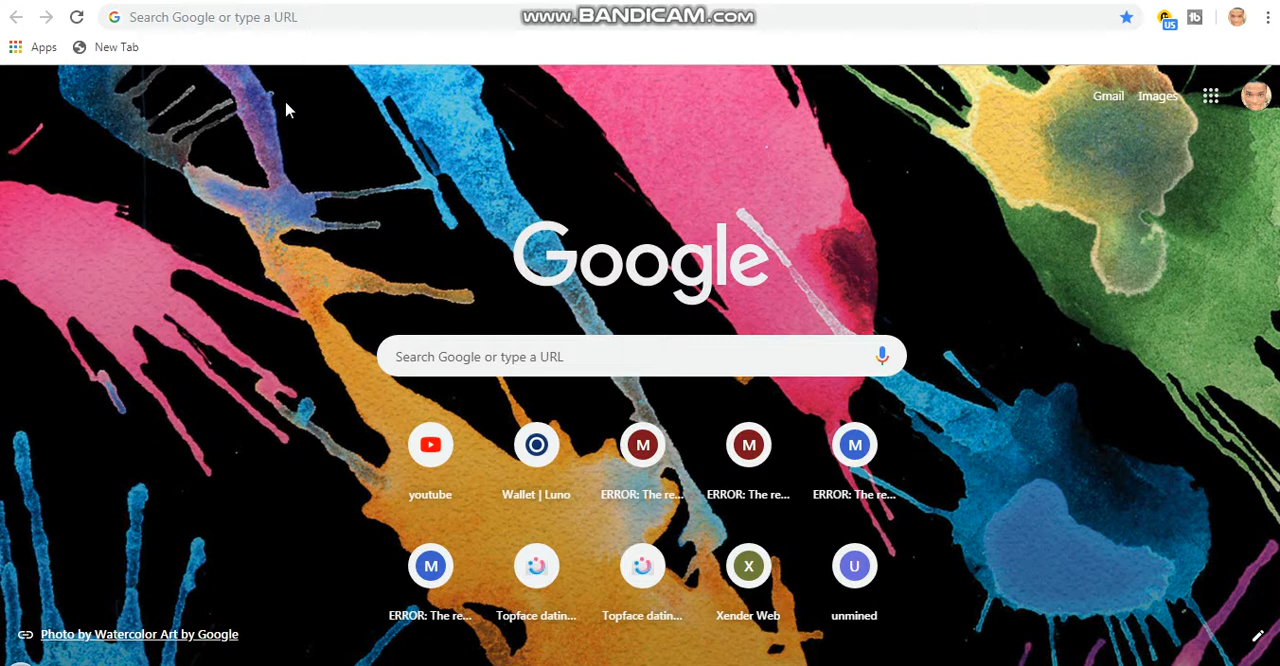 Search Google or type a URL
www.BANDICAM.com
US
Apps
New Tab
Gmail
Images
Google
Search Google or type a URL
youtube
Wallet | Luno
M
ERROR: The re...
M
ERROR: The re...
M
ERROR: The re...
M
ERROR: The re...
Topface datin...
Topface datin...
X
Xender Web
U
unmined
Photo by Watercolor Art by Google